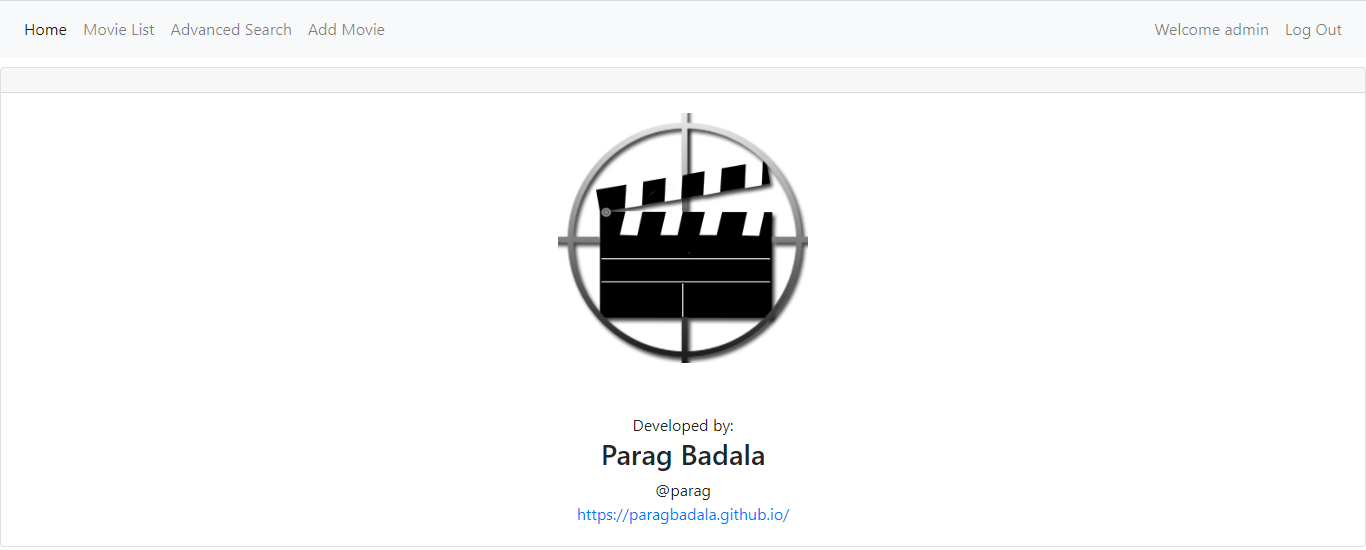 Home Movie List Advanced Search Add Movie Welcome admin Log Out
Developed by:
Parag Badala
@parag
https://paragbadala.github.io/